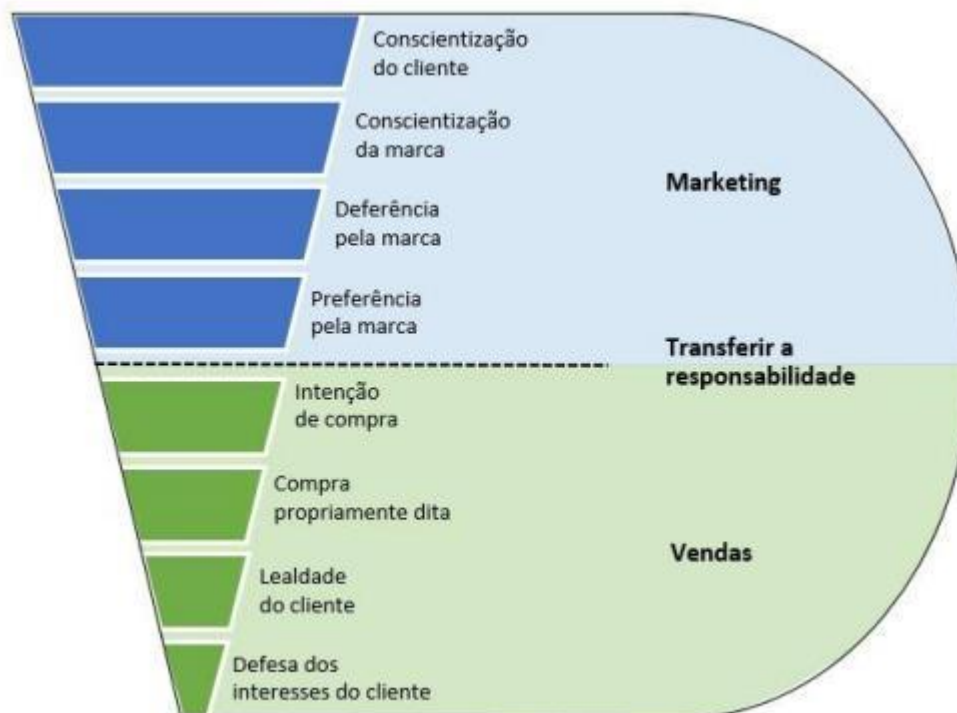 Conscientização
do cliente
Conscientização
da marca
Marketing
Deferência
pela marca
Preferência
pela marca
Transferir a
responsabilidade
Intenção
de compra
Compra
propriamente dita
Vendas
Lealdade
do cliente
Defesa dos
interesses do cliente